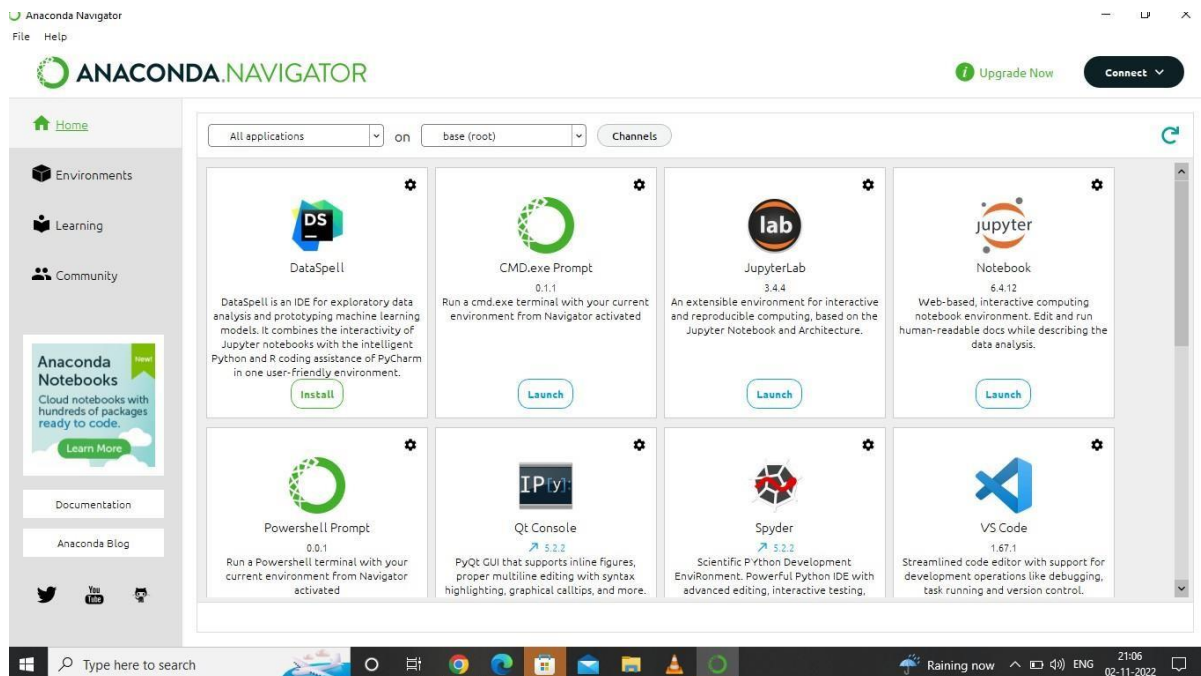 Anaconda Navigator
File Help
ANACONDA.NAVIGATOR
i Upgrade Now
Connect
Home
Environments
Learning
Community
All applications
on
base (root)
Channels
DS
DataSpell
DataSpell is an IDE for exploratory data
analysis and prototyping machine learning
models. It combines the interactivity of
Jupyter notebooks with the intelligent
Python and R coding assistance of PyCharm
in one user-friendly environment.
Install
CMD.exe Prompt
0.1.1
Run a cmd.exe terminal with your current
environment from Navigator activated
Launch
lab
JupyterLab
3.4.4
An extensible environment for interactive
and reproducible computing, based on the
Jupyter Notebook and Architecture.
Launch
jupyter
Notebook
6.4.12
Web-based, interactive computing
notebook environment. Edit and run
human-readable docs while describing the
data analysis.
Launch
Powershell Prompt
0.0.1
Run a Powershell terminal with your
current environment from Navigator
activated
IP[y]:
Qt Console
5.2.2
PyQt GUI that supports inline figures,
proper multiline editing with syntax
highlighting, graphical calltips, and more.
Spyder
5.2.2
Scientific PYthon Development
EnviRonment. Powerful Python IDE with
advanced editing, interactive testing,
VS Code
1.67.1
Streamlined code editor with support for
development operations like debugging,
task running and version control.
Anaconda
Notebooks
New!
Cloud notebooks with
hundreds of packages
ready to code.
Learn More
Documentation
Anaconda Blog
You
Tube
Type here to search
Raining now
ENG
21:06
02-11-2022